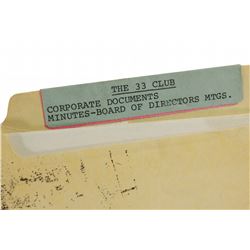 THE 33 CLUB
CORPORATE DOCUMENTS
MINUTES-BOARD OF DIRECTORS MTGS.